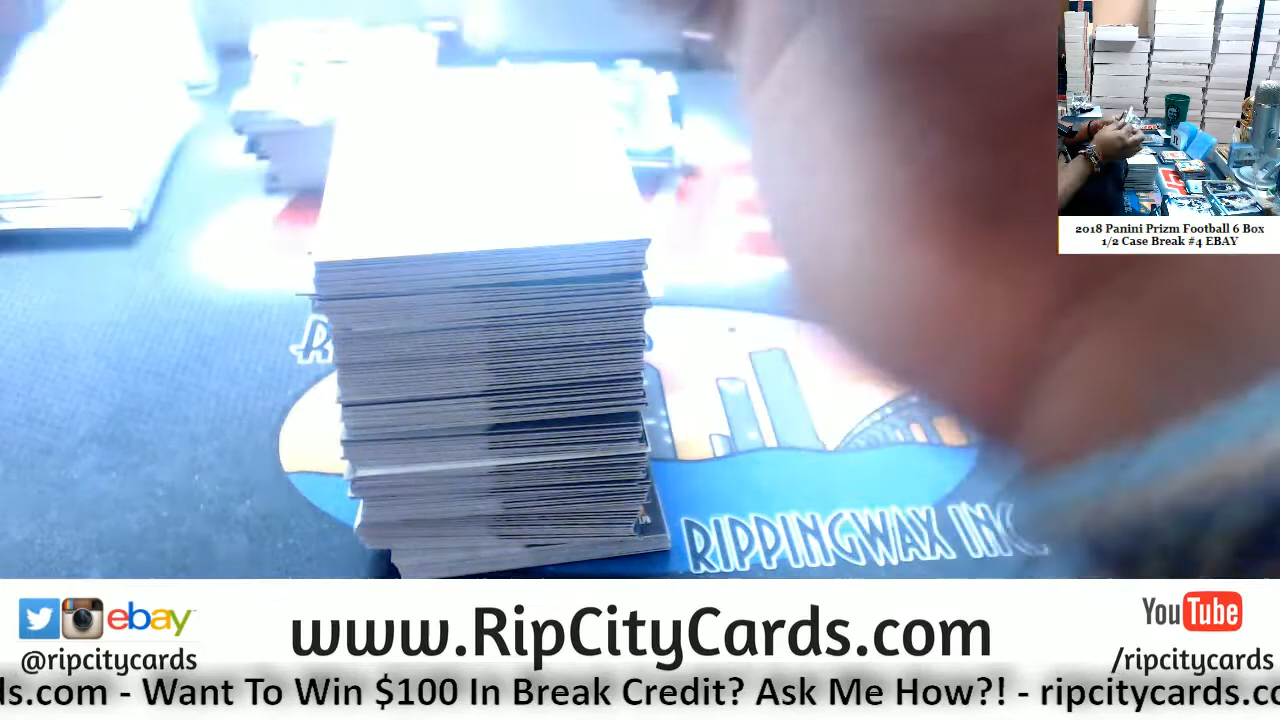 2018 Panini Prizm Football 6 Box
1/2 Case Break #4 EBAY
RIPPINGWAX INC
ebay
@ripcitycards
www.RipCityCards.com
YouTube
/ripcitycards
ds.com - Want To Win $100 In Break Credit? Ask Me How?! - ripcitycards.co